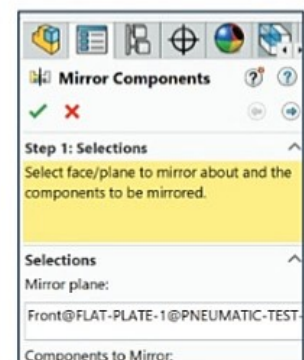 Mirror Components
Step 1: Selections
Select face/plane to mirror about and the
components to be mirrored.
Selections
Mirror plane:
Front@FLAT-PLATE-1@PNEUMATIC-TEST-
Components to Mirror: